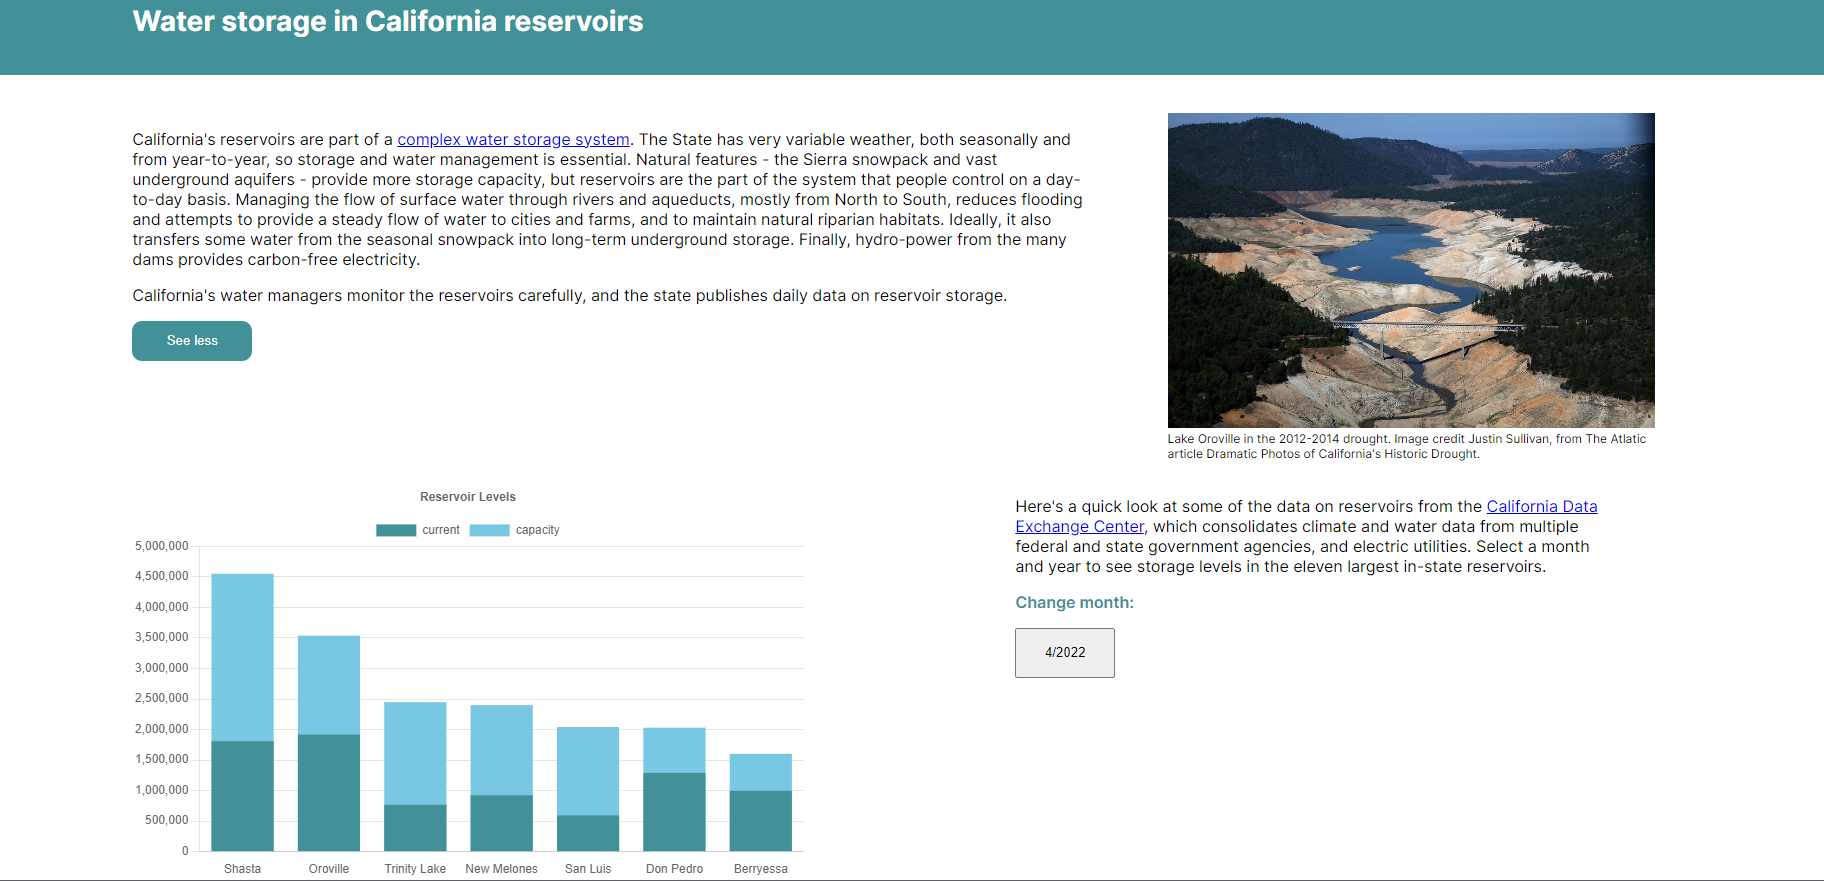 Water storage in California reservoirs
California's reservoirs are part of a complex water storage system. The State has very variable weather, both seasonally and
from year-to-year, so storage and water management is essential. Natural features - the Sierra snowpack and vast
underground aquifers - provide more storage capacity, but reservoirs are the part of the system that people control on a day-
to-day basis. Managing the flow of surface water through rivers and aqueducts, mostly from North to South, reduces flooding
and attempts to provide a steady flow of water to cities and farms, and to maintain natural riparian habitats. Ideally, it also
transfers some water from the seasonal snowpack into long-term underground storage. Finally, hydro-power from the many
dams provides carbon-free electricity.
California's water managers monitor the reservoirs carefully, and the state publishes daily data on reservoir storage.
See less
Lake Oroville in the 2012-2014 drought. Image credit Justin Sullivan, from The Atlatic
article Dramatic Photos of California's Historic Drought.
Reservoir Levels
current capacity
5,000,000
4,500,000
4,000,000
3,500,000
3,000,000
2,500,000
2,000,000
1,500,000
1,000,000
500,000
0
Shasta Oroville Trinity Lake New Melones San Luis Don Pedro Berryessa
Here's a quick look at some of the data on reservoirs from the California Data
Exchange Center, which consolidates climate and water data from multiple
federal and state government agencies, and electric utilities. Select a month
and year to see storage levels in the eleven largest in-state reservoirs.
Change month:
4/2022